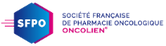 SFPO
SOCIÉTÉ FRANÇAISE
DE PHARMACIE ONCOLOGIQUE
ONCOLIEN®